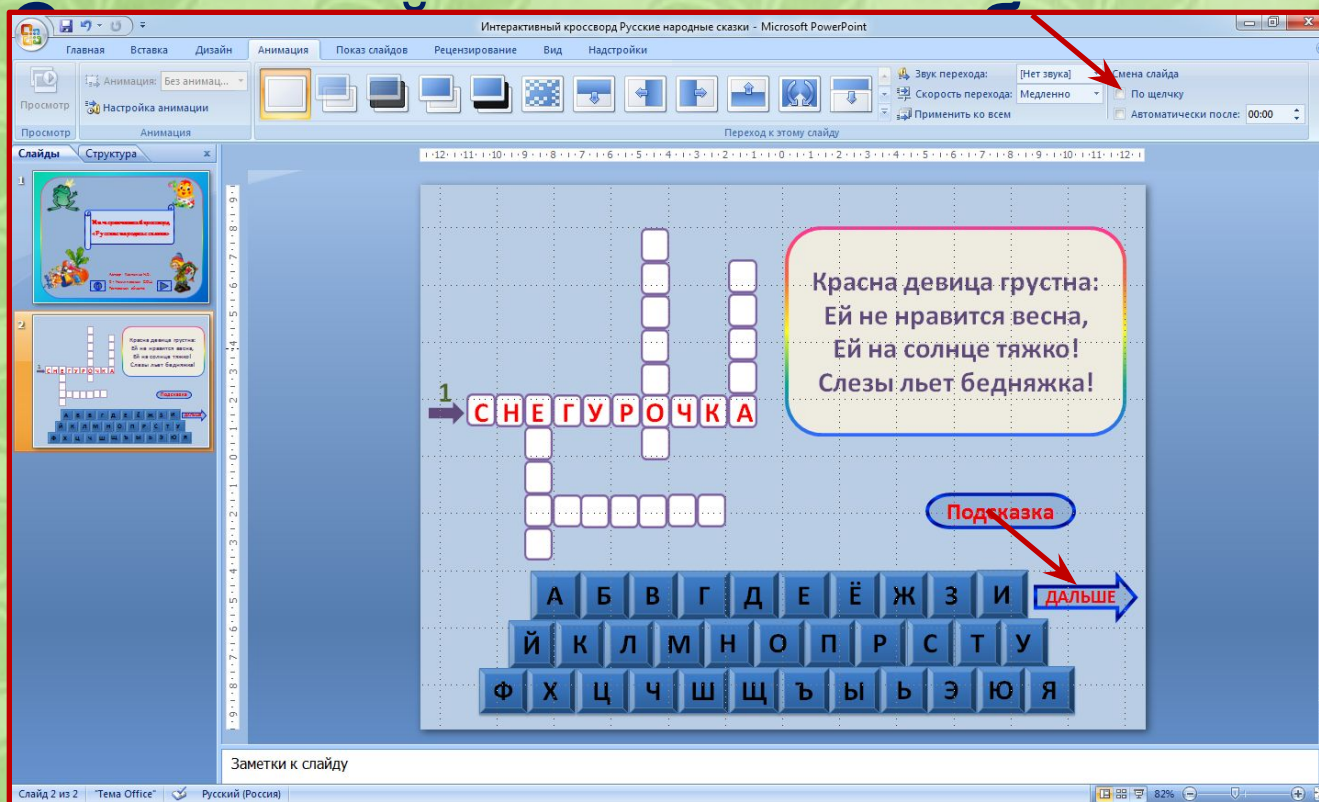 Интерактивный кроссворд Русские народные сказки - Microsoft PowerPoint
Главная Вставка Дизайн Анимация Показ слайдов Рецензирование Вид Надстройки
Анимация: Без анимац...
Звук перехода: [Нет звука]
Смена слайда
Просмотр
Настройка анимации
Скорость перехода: Медленно
По щелчку
Применить ко всем
Автоматически после: 00:00
Просмотр
Анимация
Переход к этому слайду
Слайды Структура
1
2
Красна девица грустна:
Ей не нравится весна,
Ей на солнце тяжко!
Слезы льет бедняжка!
1
СНЕГУРОЧКА
Подсказка
А Б В Г Д Е Ё Ж З И
ДАЛЬШЕ
Й К Л М Н О П Р С Т У
Ф Х Ц Ч Ш Щ Ъ Ы Ь Э Ю Я
Заметки к слайду
Слайд 2 из 2 "Тема Office" Русский (Россия) 82%